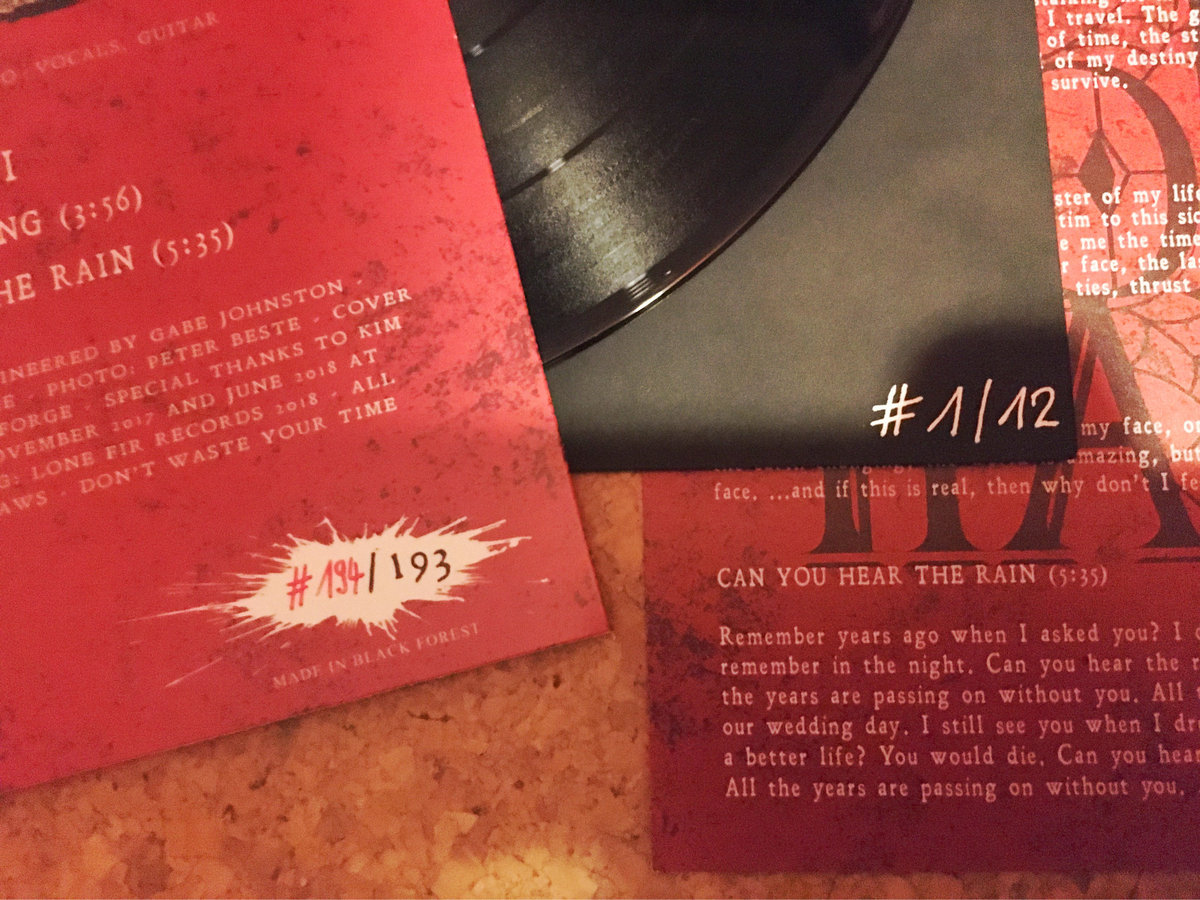 VOCALS, GUITAR
I
NG (3:56)
HE RAIN (5:35)
INEERED BY GABE JOHNSTON ·
E · PHOTO: PETER BESTE · COVER
FORGE · SPECIAL THANKS TO KIM
OVEMBER 2017 AND JUNE 2018 AT
G: LONE FIR RECORDS 2018 · ALL
AWS · DON'T WASTE YOUR TIME
#194/193
MADE IN BLACK FOREST
#1/12
I travel. The g
of time, the st
of my destiny
survive.
ster of my life
tim to this sid
e me the time
r face, the las
ties, thrust
my face, or
amazing, but
face. ...and if this is real, then why don't I fe
CAN YOU HEAR THE RAIN (5:35)
Remember years ago when I asked you? I
remember in the night. Can you hear the r
the years are passing on without you. All
our wedding day. I still see you when I dr
a better life? You would die. Can you hear
All the years are passing on without you.